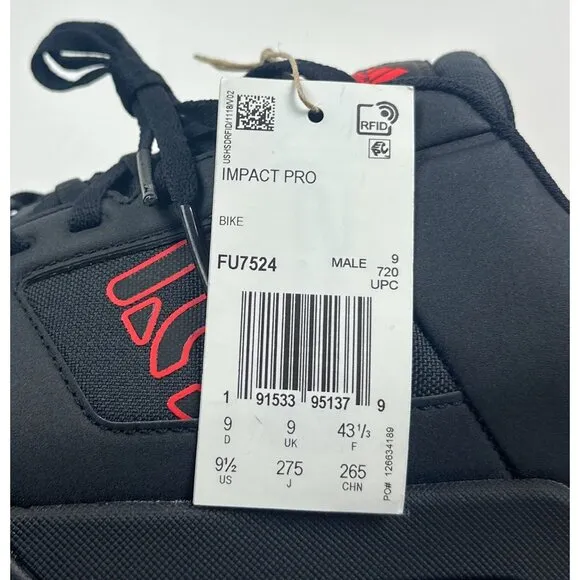 USHSDRFID/1118/V02
RFID
IMPACT PRO
BIKE
FU7524 MALE 9
720
UPC
1 91533 95137 9
9 9 43 1/3
D UK F
9½ 275 265
US J CHN
PO# 126634189